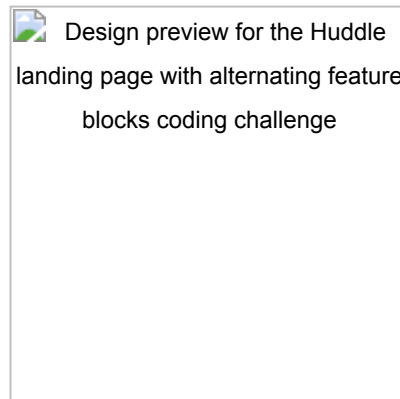 Design preview for the Huddle
landing page with alternating feature
blocks coding challenge